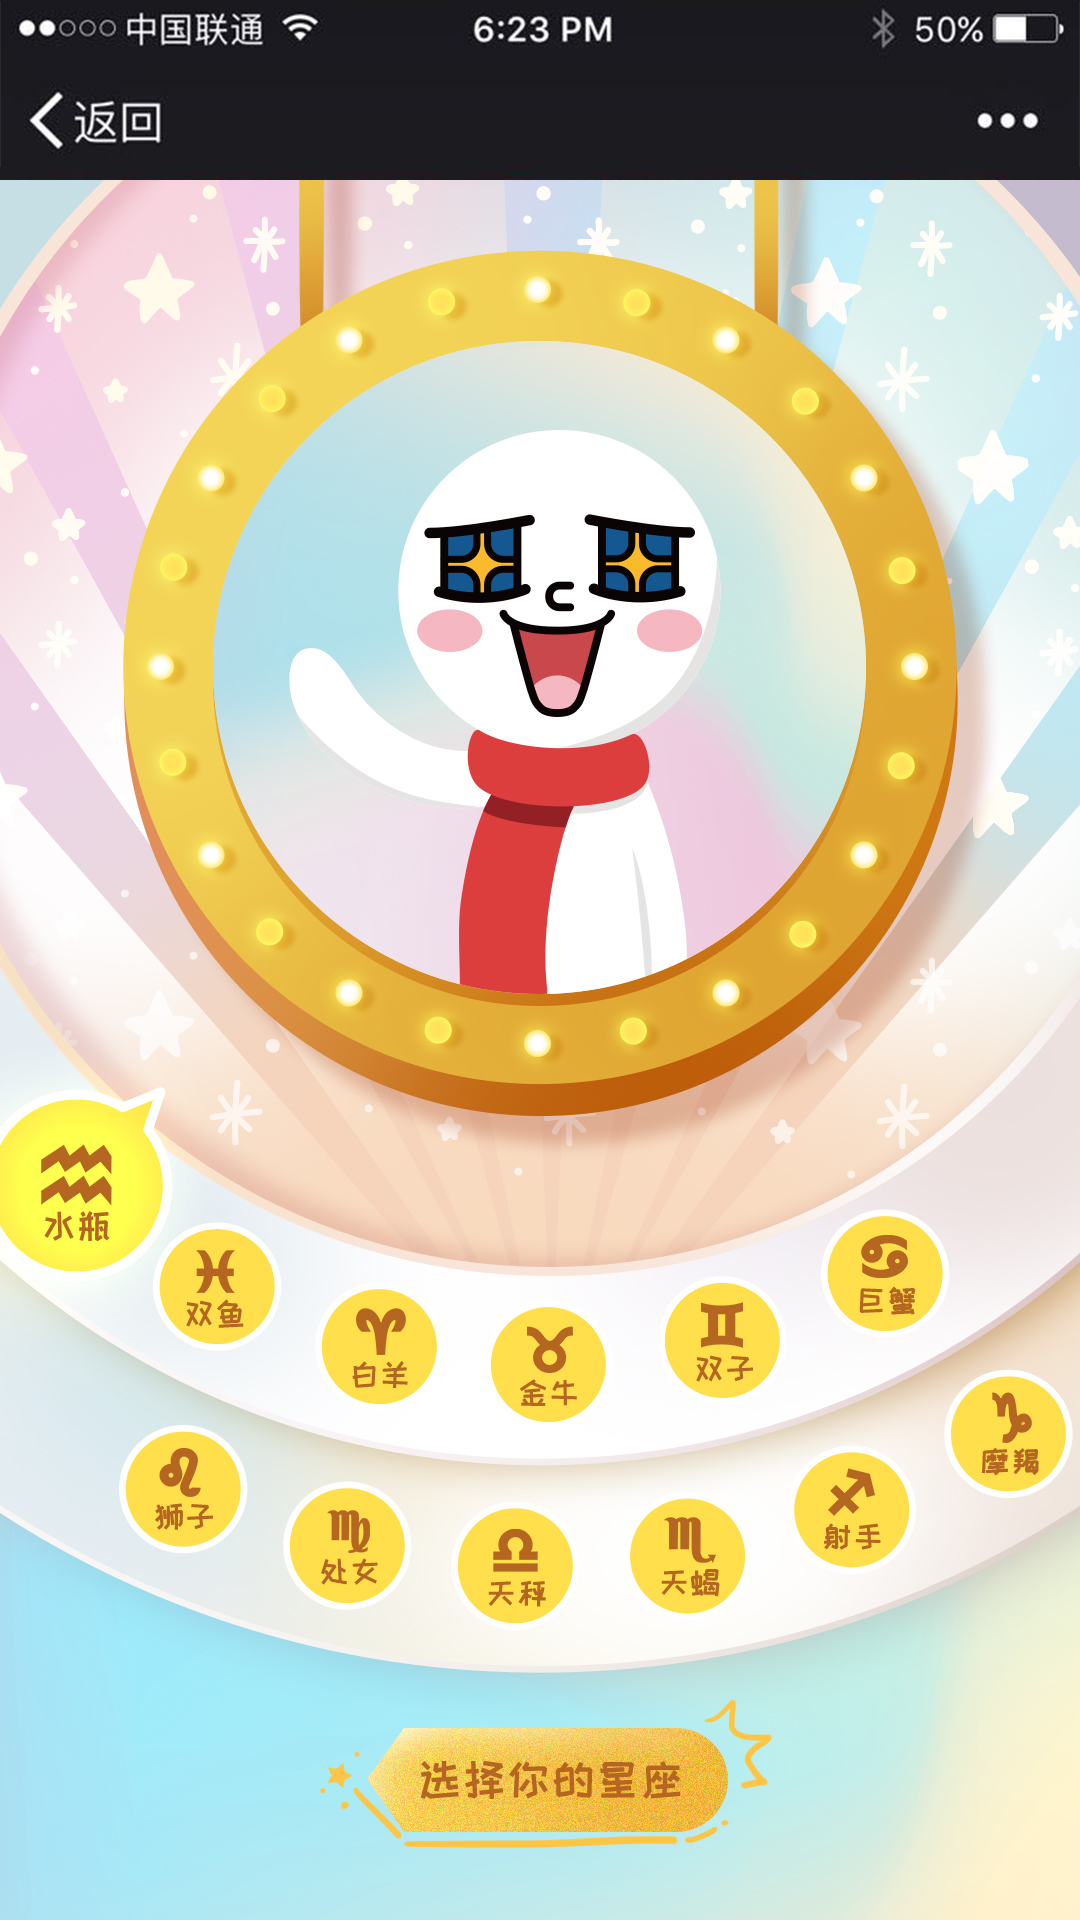 中国联通 6:23 PM 50%
返回
水瓶
双鱼
白羊
金牛
双子
巨蟹
狮子
处女
天秤
天蝎
射手
摩羯
选择你的星座